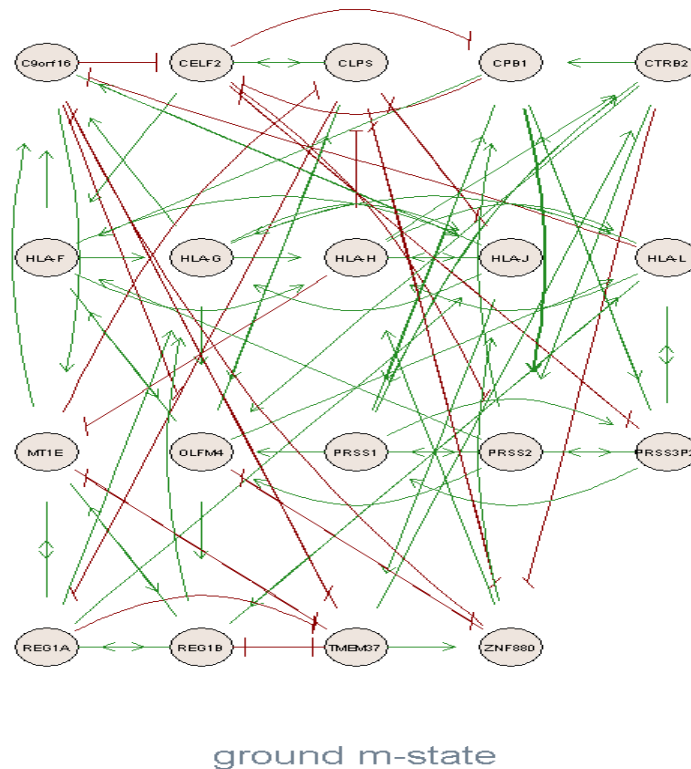 C9orf16 CELF2 CLPS CPB1 CTRB2
HLA-F HLA-G HLA-H HLA-J HLA-L
MT1E OLFM4 PRSS1 PRSS2 PRSS3P2
REG1A REG1B TMEM37 ZNF880
ground m-state